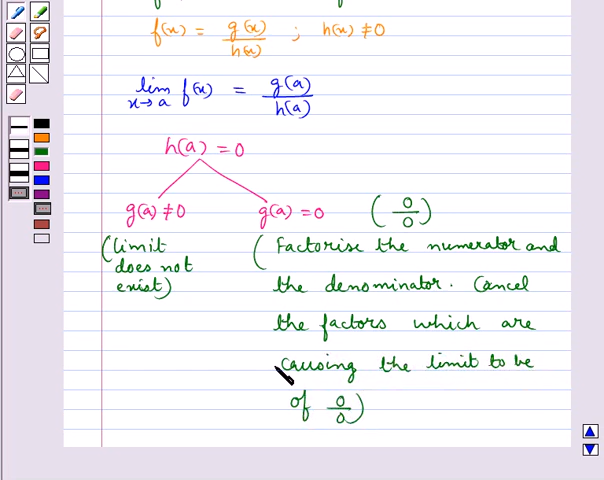 f(x) = g(x)/h(x) ; h(x) ≠ 0
lim x→a f(x) = g(a)/h(a)
h(a) = 0
g(a) ≠ 0 g(a) = 0 (0/0)
(limit does not exist)
(Factorise the numerator and
the denominator. Cancel
the factors which are
causing the limit to be
of 0/0)